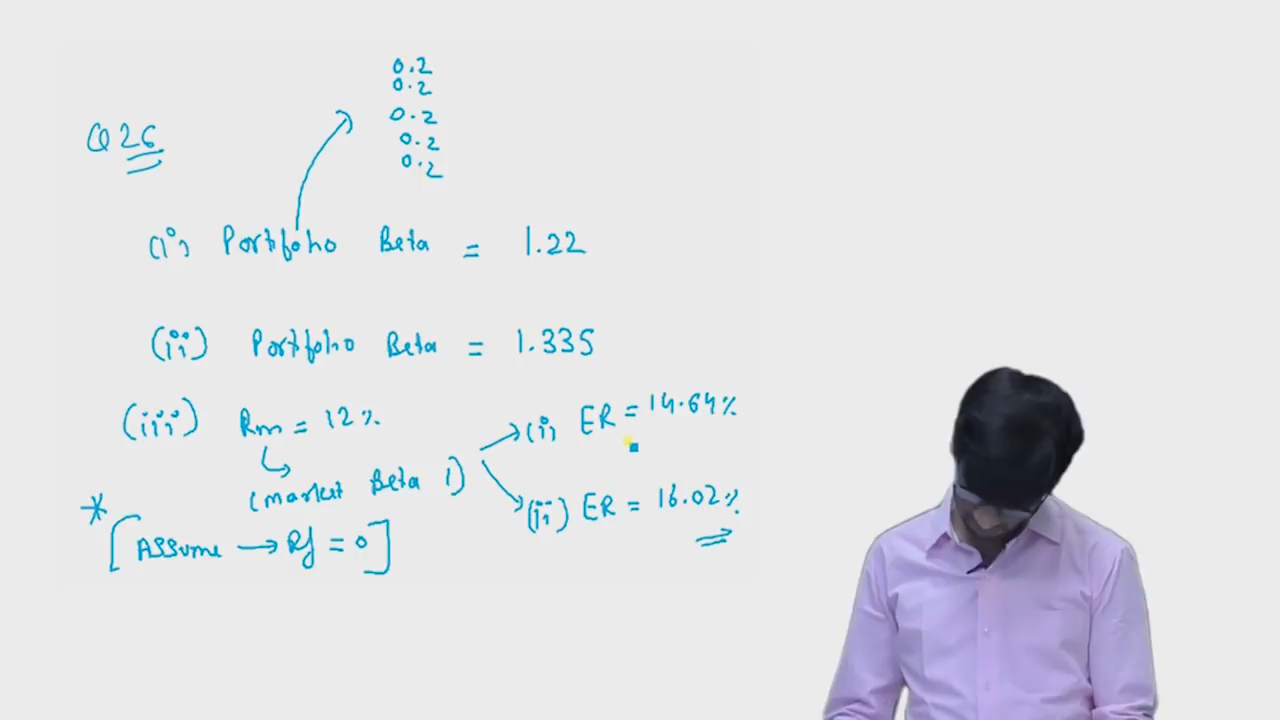 0.2
0.2
0.2
0.2
0.2
Q26
(i) Portfolio Beta = 1.22
(ii) Portfolio Beta = 1.335
(iii) Rm = 12%
(market Beta 1)
(i) ER = 14.64%
(ii) ER = 16.02%
* [Assume → Rf = 0]